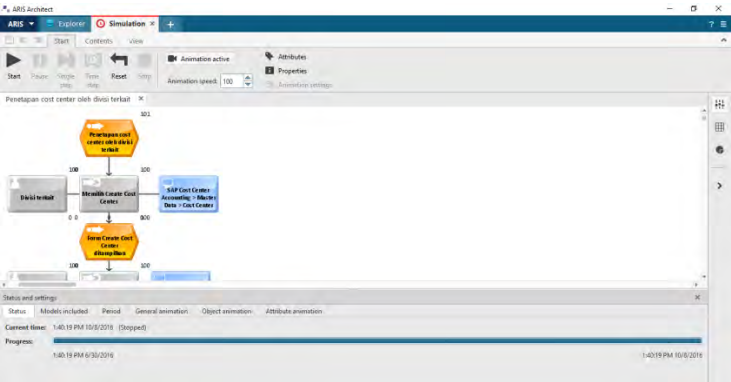 ARIS Architect
ARIS Explorer Simulation × +
Start Contents View
Start Pause Single step Time step Reset Stop
Animation active
Animation speed: 100
Attributes
Properties
Animation settings
Penetapan cost center oleh divisi terkait ×
101
Penetapan cost
center oleh divisi
terkait
100 100
Divisi terkait
Memilih Create Cost
Center
SAP Cost Center
Accounting > Master
Data > Cost Center
0 0
Form Create Cost
Center
ditampilkan
100 100
Status and settings
Status Models included Period General animation Object animation Attribute animation
Current time: 1:40:19 PM 10/8/2016 (Stopped)
Progress:
1:40:19 PM 6/30/2016 1:40:19 PM 10/8/2016